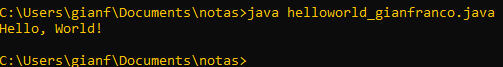 C:\Users\gianf\Documents\notas>java helloworld_gianfranco.java
Hello, World!
C:\Users\gianf\Documents\notas>